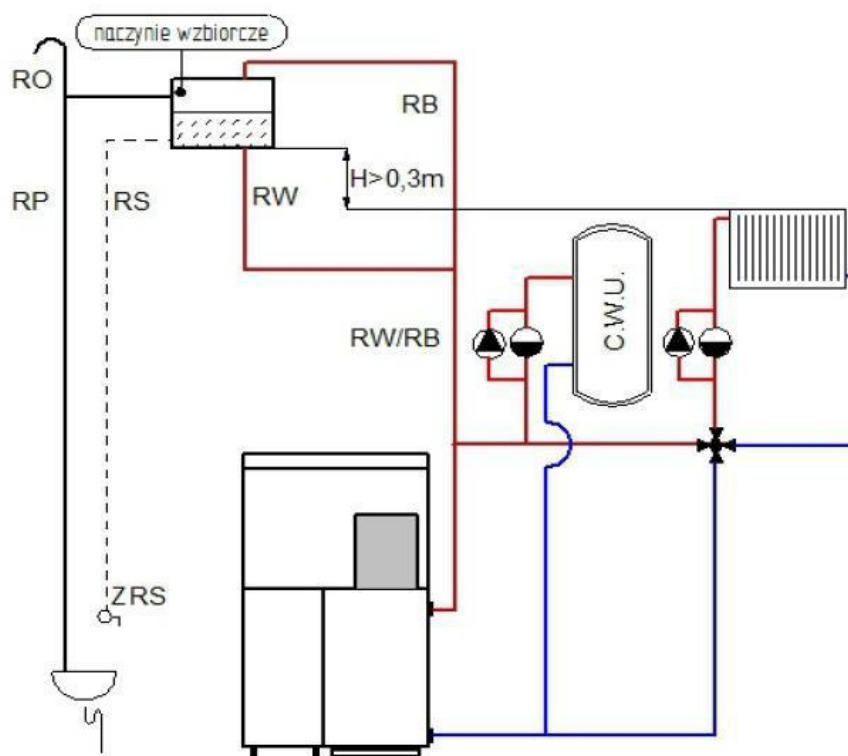 naczynie wzbiorcze
RO
RB
RP
RS
RW
H>0,3m
C.W.U.
RW/RB
ZRS